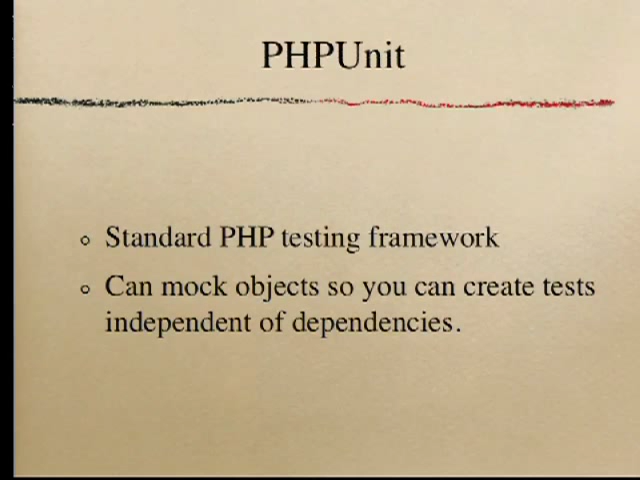 PHPUnit
Standard PHP testing framework
Can mock objects so you can create tests
independent of dependencies.